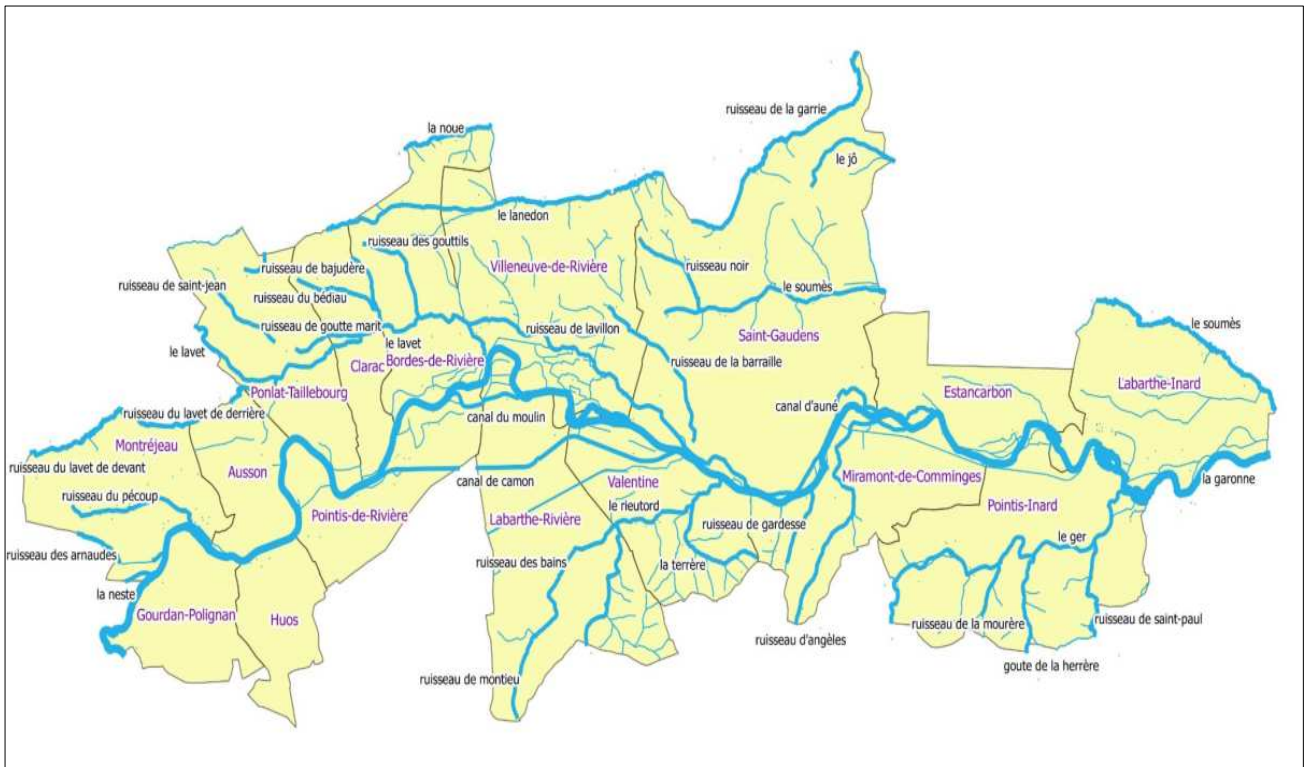 ruisseau de la garrie
la noue
le jô
le lanedon
ruisseau des gouttils
ruisseau de bajudère
Villeneuve-de-Rivière
ruisseau noir
ruisseau de saint-jean
ruisseau du bédiau
le soumès
ruisseau de goutte marit
ruisseau de lavillon
Saint-Gaudens
le soumès
le lavet
le lavet
Clarac
Bordes-de-Rivière
ruisseau de la barraille
Labarthe-Inard
Ponlat-Taillebourg
Estancarbon
canal d'auné
ruisseau du lavet de derrière
canal du moulin
Montréjeau
ruisseau du lavet de devant
Ausson
canal de camon
Valentine
Miramont-de-Comminges
la garonne
ruisseau du pécoup
Pointis-de-Rivière
Labarthe-Rivière
le rieutord
ruisseau de gardesse
Pointis-Inard
le ger
ruisseau des arnaudes
ruisseau des bains
la terrère
la neste
Gourdan-Polignan
Huos
ruisseau de la mourère
ruisseau de saint-paul
ruisseau d'angèles
goute de la herrère
ruisseau de montieu